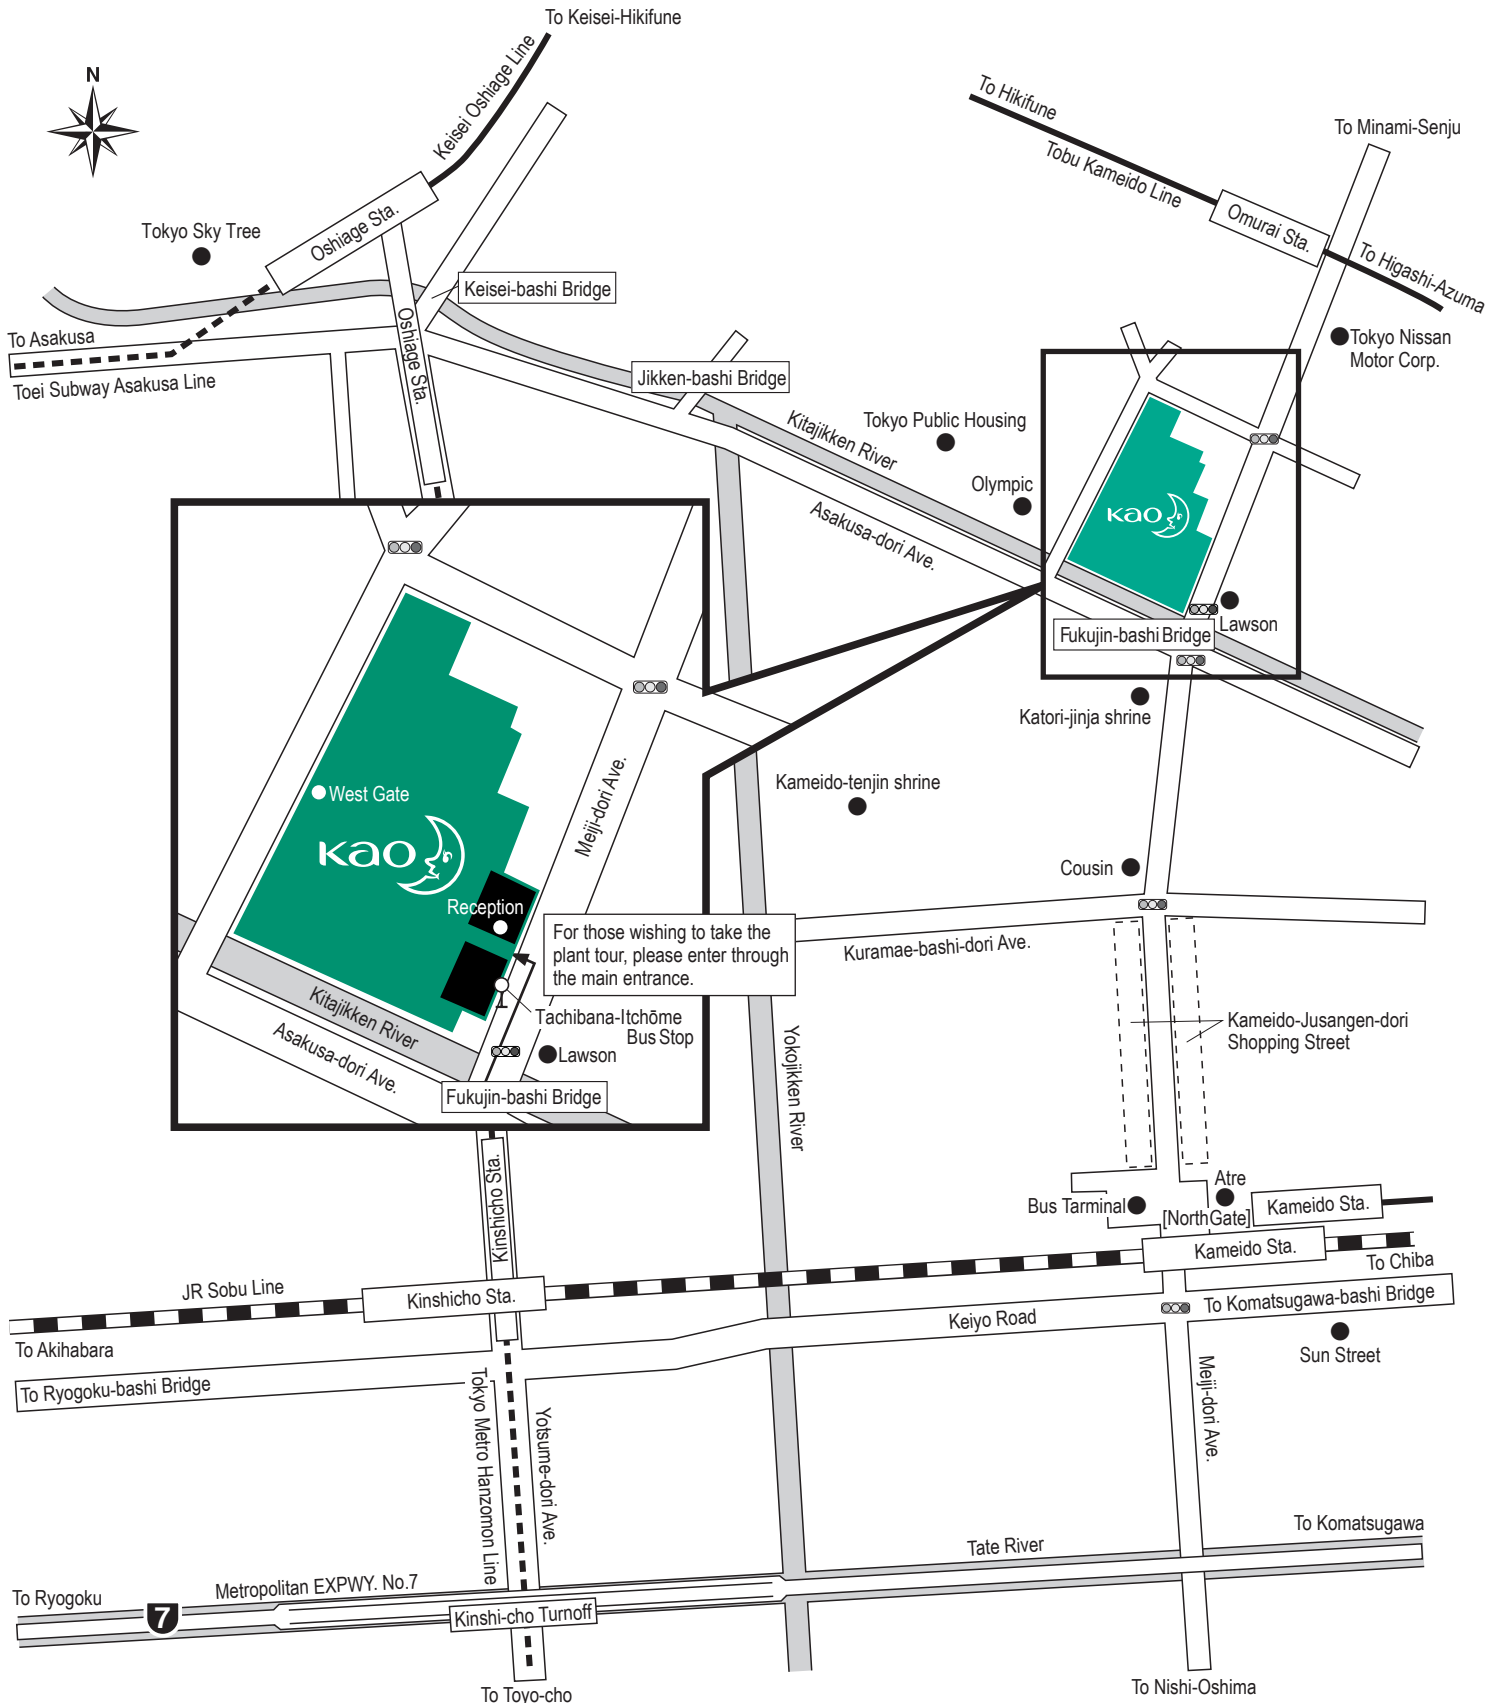 To Keisei-Hikifune
N
Keisei Oshiage Line
To Hikifune
Tobu Kameido Line
To Minami-Senju
Omurai Sta.
To Higashi-Azuma
Tokyo Sky Tree
Oshiage Sta.
Keisei-bashi Bridge
To Asakusa
Toei Subway Asakusa Line
Oshiage Sta.
Tokyo Nissan
Motor Corp.
Jikken-bashi Bridge
Kitajikken River
Tokyo Public Housing
Olympic
Asakusa-dori Ave.
Kao
Lawson
Fukujin-bashi Bridge
Katori-jinja shrine
West Gate
Kao
Meiji-dori Ave.
Reception
For those wishing to take the
plant tour, please enter through
the main entrance.
Kitajikken River
Asakusa-dori Ave.
Tachibana-Itchōme
Bus Stop
Lawson
Fukujin-bashi Bridge
Kameido-tenjin shrine
Cousin
Kuramae-bashi-dori Ave.
Yokojikken River
Kameido-Jusangen-dori
Shopping Street
Kinshicho Sta.
Bus Tarminal
Atre
[North Gate]
Kameido Sta.
Kameido Sta.
To Chiba
JR Sobu Line
Kinshicho Sta.
To Akihabara
Keiyo Road
To Komatsugawa-bashi Bridge
Sun Street
To Ryogoku-bashi Bridge
Tokyo Metro Hanzomon Line
Yotsume-dori Ave.
Meiji-dori Ave.
To Komatsugawa
Tate River
To Ryogoku
Metropolitan EXPWY. No.7
7
Kinshi-cho Turnoff
To Toyo-cho
To Nishi-Oshima